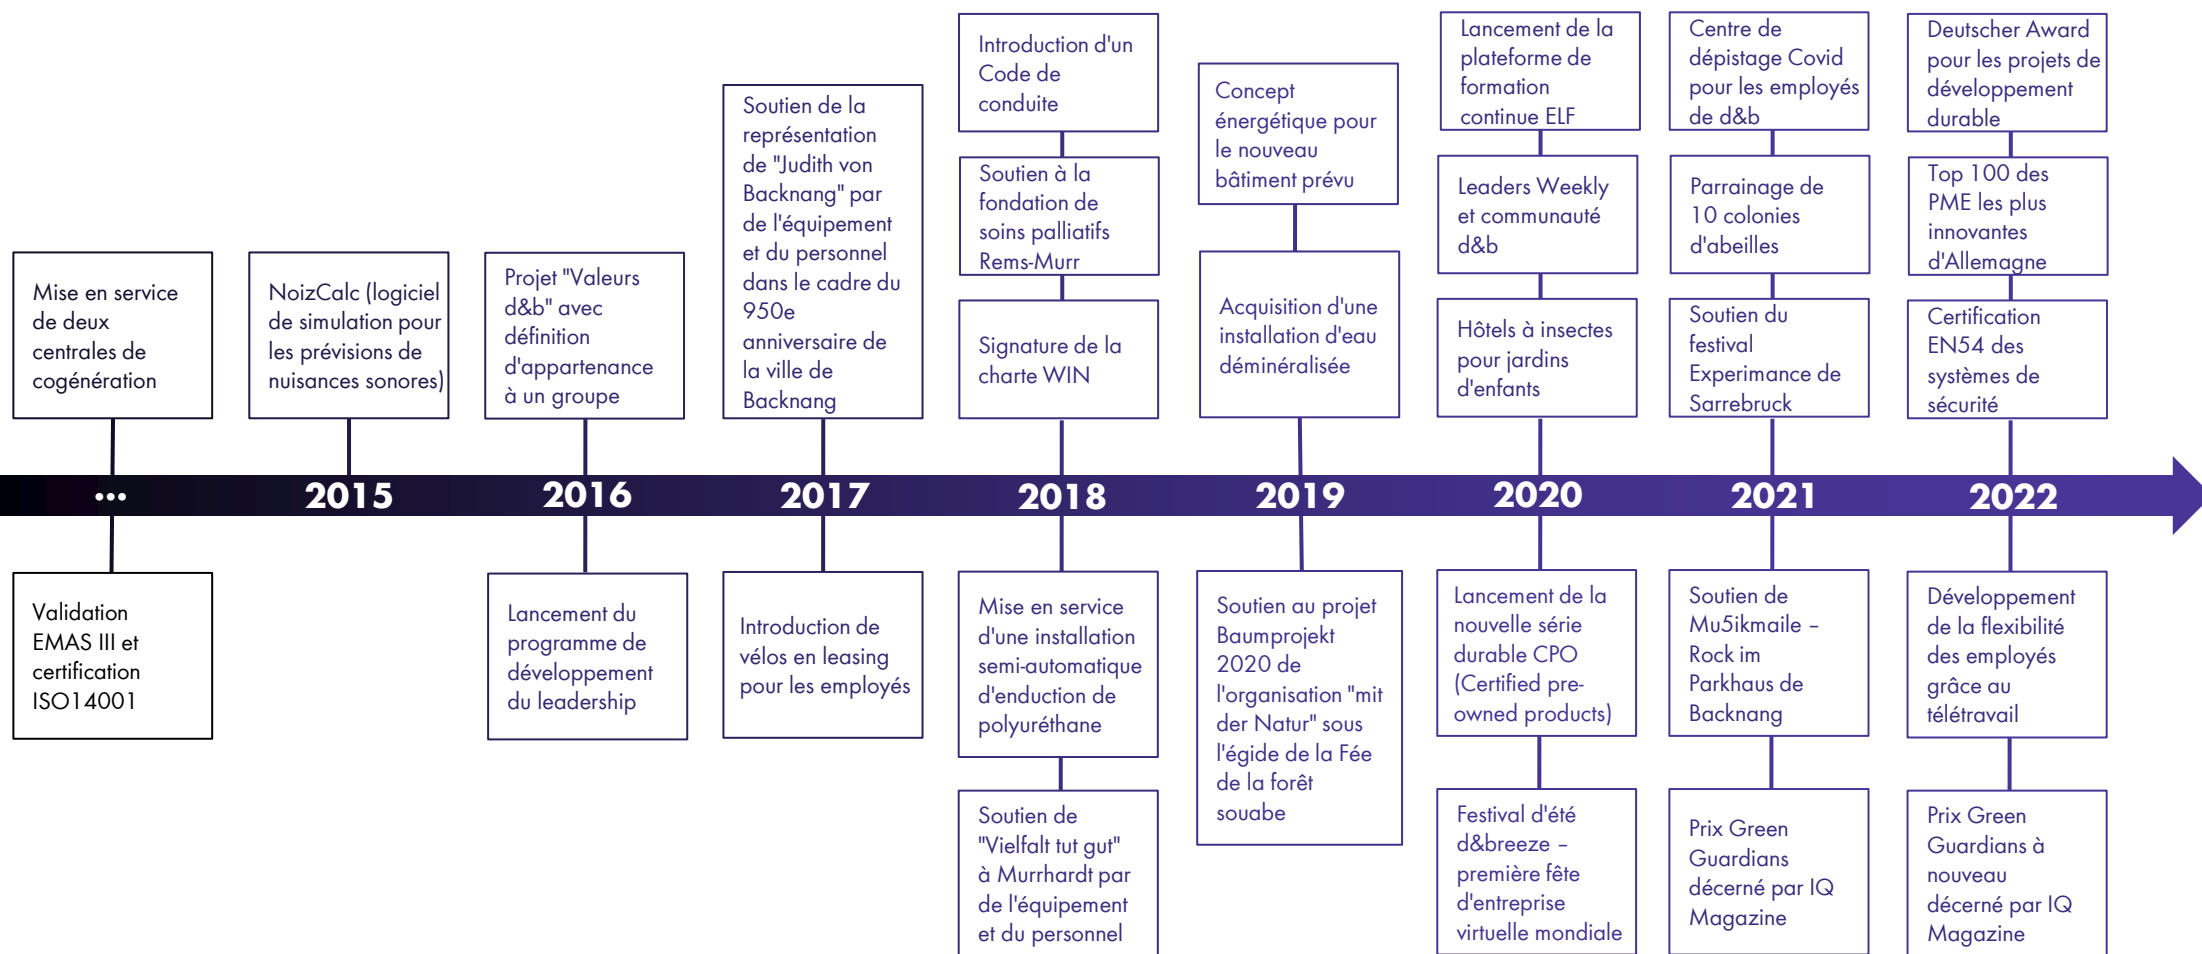 Mise en service
de deux
centrales de
cogénération
NoizCalc (logiciel
de simulation pour
les prévisions de
nuisances sonores)
Projet "Valeurs
d&b" avec
définition
d'appartenance
à un groupe
Soutien de la
représentation
de "Judith von
Backnang" par
de l'équipement
et du personnel
dans le cadre du
950e
anniversaire de
la ville de
Backnang
Introduction d'un
Code de
conduite
Soutien à la
fondation de
soins palliatifs
Rems-Murr
Signature de la
charte WIN
Concept
énergétique pour
le nouveau
bâtiment prévu
Acquisition d'une
installation d'eau
déminéralisée
Lancement de la
plateforme de
formation
continue ELF
Leaders Weekly
et communauté
d&b
Hôtels à insectes
pour jardins
d'enfants
Centre de
dépistage Covid
pour les employés
de d&b
Parrainage de
10 colonies
d'abeilles
Soutien du
festival
Experimance de
Sarrebruck
Deutscher Award
pour les projets de
développement
durable
Top 100 des
PME les plus
innovantes
d'Allemagne
Certification
EN54 des
systèmes de
sécurité
...
2015
2016
2017
2018
2019
2020
2021
2022
Validation
EMAS III et
certification
ISO14001
Lancement du
programme de
développement
du leadership
Introduction de
vélos en leasing
pour les employés
Mise en service
d'une installation
semi-automatique
d'enduction de
polyuréthane
Soutien de
"Vielfalt tut gut"
à Murrhardt par
de l'équipement
et du personnel
Soutien au projet
Baumprojekt
2020 de
l'organisation "mit
der Natur" sous
l'égide de la Fée
de la forêt
souabe
Lancement de la
nouvelle série
durable CPO
(Certified pre-
owned products)
Festival d'été
d&breeze –
première fête
d'entreprise
virtuelle mondiale
Soutien de
Mu5ikmaile –
Rock im
Parkhaus de
Backnang
Prix Green
Guardians
décerné par IQ
Magazine
Développement
de la flexibilité
des employés
grâce au
télétravail
Prix Green
Guardians à
nouveau
décerné par IQ
Magazine